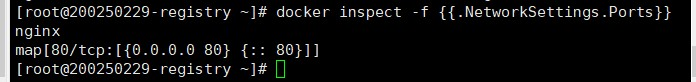 [root@200250229-registry ~]# docker inspect -f {{.NetworkSettings.Ports}}
nginx
map[80/tcp:[{0.0.0.0 80} {:: 80}]]
[root@200250229-registry ~]#